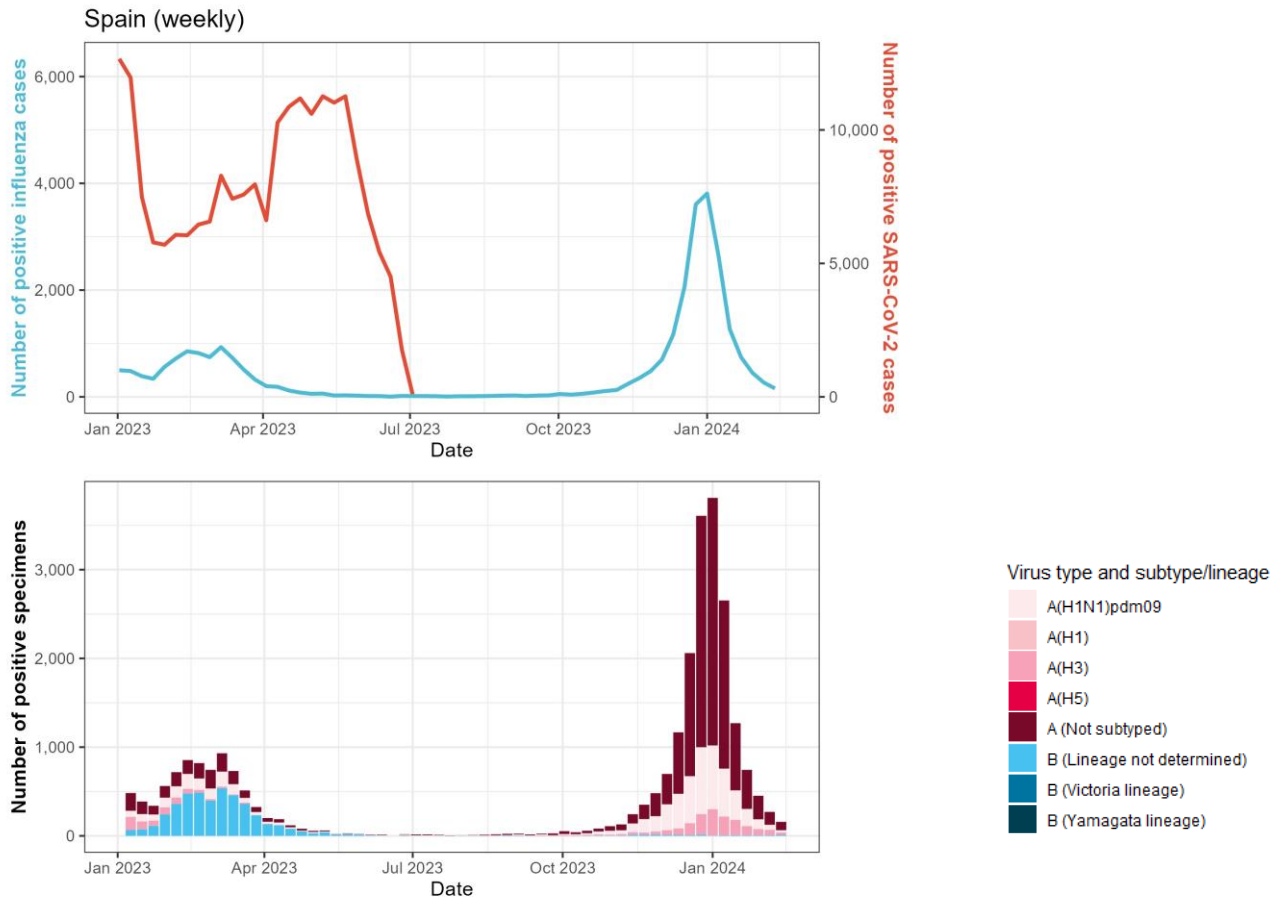 Spain (weekly)
Number of positive influenza cases
6,000
4,000
2,000
0
Number of positive SARS-CoV-2 cases
10,000
5,000
0
Jan 2023
Apr 2023
Jul 2023
Oct 2023
Jan 2024
Date
Number of positive specimens
3,000
2,000
1,000
0
Jan 2023
Apr 2023
Jul 2023
Oct 2023
Jan 2024
Date
Virus type and subtype/lineage
A(H1N1)pdm09
A(H1)
A(H3)
A(H5)
A (Not subtyped)
B (Lineage not determined)
B (Victoria lineage)
B (Yamagata lineage)